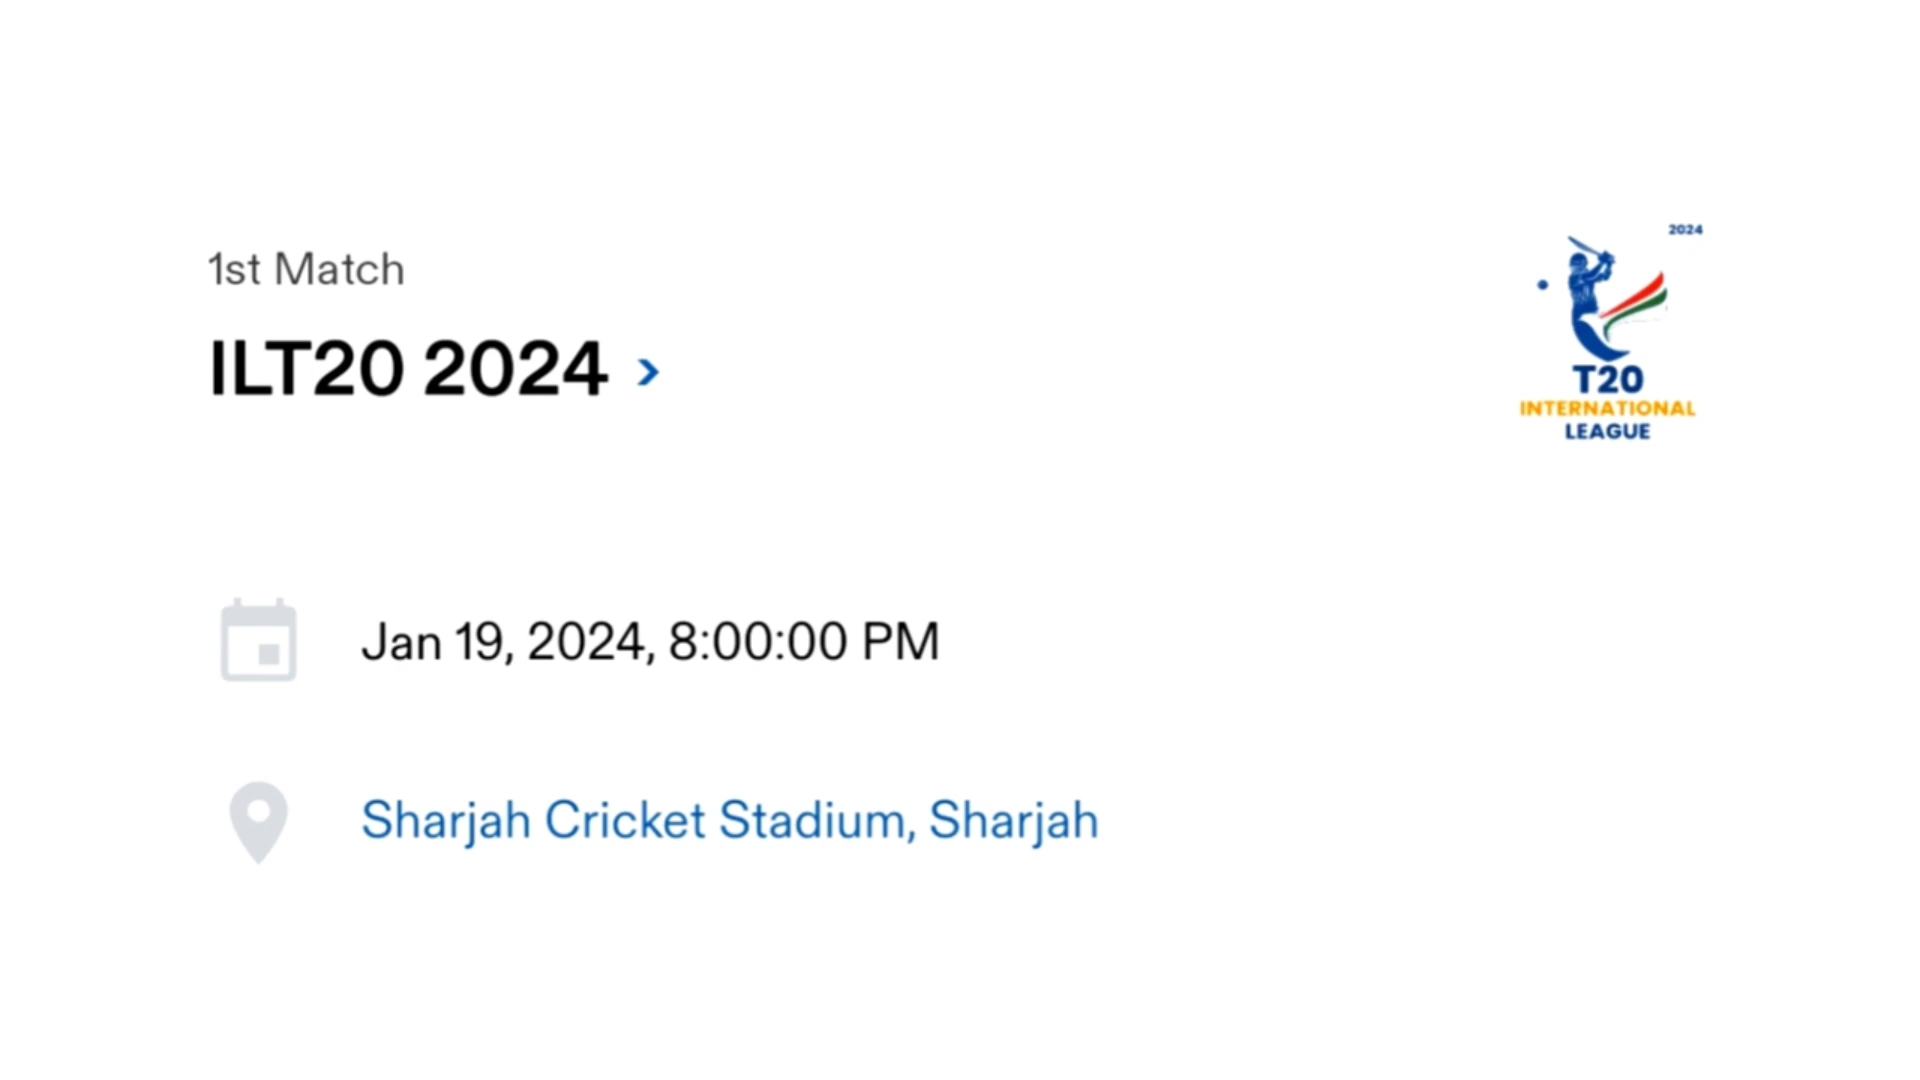 1st Match
ILT20 2024
2024
T20
INTERNATIONAL
LEAGUE
Jan 19, 2024, 8:00:00 PM
Sharjah Cricket Stadium, Sharjah